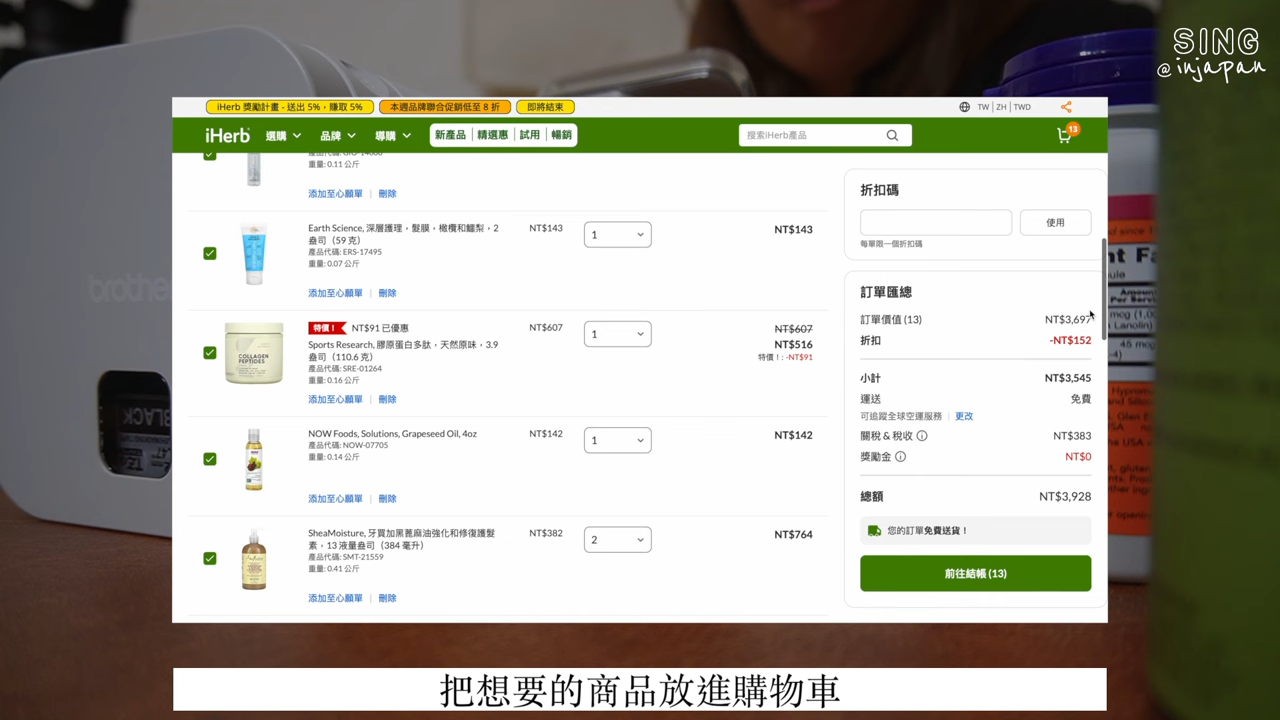 SING
@injapan
iHerb 獎勵計畫 - 送出 5%，賺取 5%
本週品牌聯合促銷低至 8 折
即將結束
TW | ZH | TWD
iHerb
選購
品牌
導購
新產品 | 精選惠 | 試用 | 暢銷
搜索iHerb產品
13
重量: 0.11 公斤
添加至心願單 | 刪除
Earth Science, 深層護理，髮膜，橄欖和鱷梨，2
盎司（59 克）
產品代碼: ERS-17495
重量: 0.07 公斤
添加至心願單 | 刪除
NT$143
1
NT$143
特價！ NT$91 已優惠
Sports Research, 膠原蛋白多肽，天然原味，3.9
盎司（110.6 克）
產品代碼: SRE-01264
重量: 0.16 公斤
添加至心願單 | 刪除
NT$607
1
NT$607
NT$516
特價！: -NT$91
COLLAGEN
PEPTIDES
NOW Foods, Solutions, Grapeseed Oil, 4oz
產品代碼: NOW-07705
重量: 0.14 公斤
添加至心願單 | 刪除
NT$142
1
NT$142
SheaMoisture, 牙買加黑蓖麻油強化和修復護髮
素，13 液量盎司（384 毫升）
產品代碼: SMT-21559
重量: 0.41 公斤
添加至心願單 | 刪除
NT$382
2
NT$764
折扣碼
使用
每單限一個折扣碼
訂單匯總
訂單價值 (13)
NT$3,697
折扣
-NT$152
小計
NT$3,545
運送
免費
可追蹤全球空運服務 | 更改
關稅 & 稅收
NT$383
獎勵金
NT$0
總額
NT$3,928
您的訂單免費送貨！
前往結帳 (13)
brother
BLACK
把想要的商品放進購物車